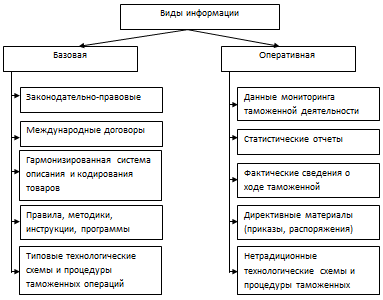 Виды информации
Базовая
Оперативная
Законодательно-правовые
Международные договоры
Гармонизированная система
описания и кодирования
товаров
Правила, методики,
инструкции, программы
Типовые технологические
схемы и процедуры
таможенных операций
Данные мониторинга
таможенной деятельности
Статистические отчеты
Фактические сведения о
ходе таможенной
Директивные материалы
(приказы, распоряжения)
Нетрадиционные
технологические схемы и
процедуры таможенных